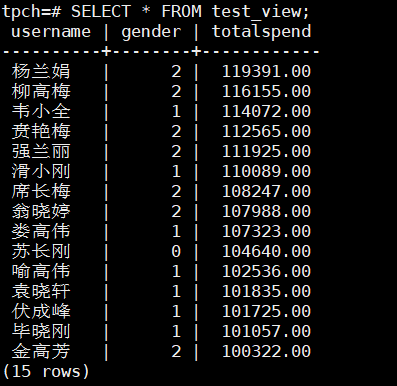 tpch=# SELECT * FROM test_view;
 username | gender | totalspend
----------+--------+------------
 杨兰娟   |      2 |  119391.00
 柳高梅   |      2 |  116155.00
 韦小全   |      1 |  114072.00
 贲艳梅   |      2 |  112565.00
 强兰丽   |      2 |  111925.00
 滑小刚   |      1 |  110089.00
 席长梅   |      2 |  108247.00
 翁晓婷   |      2 |  107988.00
 娄高伟   |      1 |  107323.00
 苏长刚   |      0 |  104640.00
 喻高伟   |      1 |  102536.00
 袁晓轩   |      1 |  101835.00
 伏成峰   |      1 |  101725.00
 毕晓刚   |      1 |  101057.00
 金高芳   |      2 |  100322.00
(15 rows)